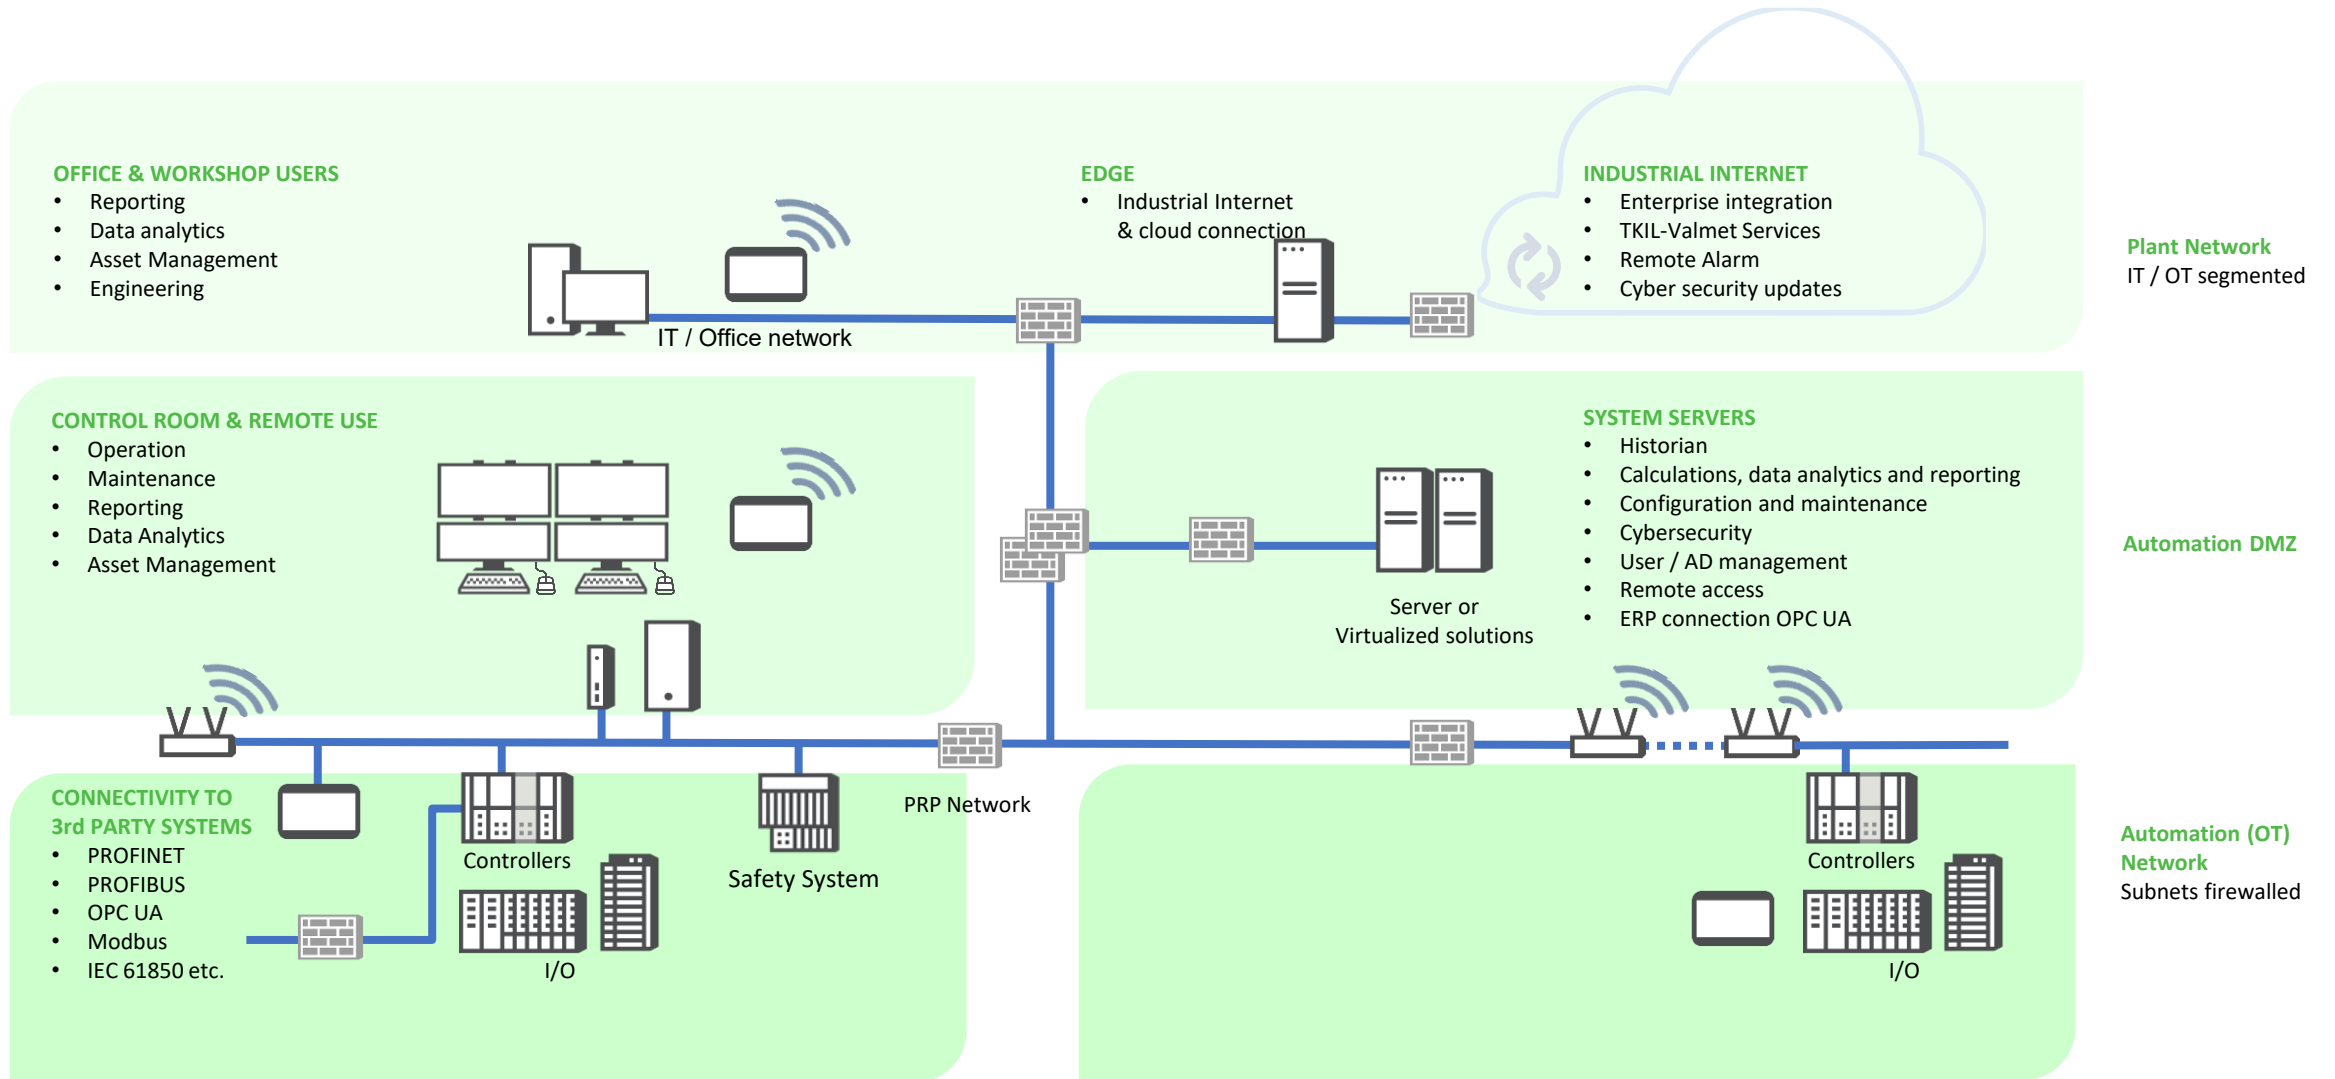 OFFICE & WORKSHOP USERS
• Reporting
• Data analytics
• Asset Management
• Engineering
IT / Office network
EDGE
• Industrial Internet
& cloud connection
INDUSTRIAL INTERNET
• Enterprise integration
• TKIL-Valmet Services
• Remote Alarm
• Cyber security updates
Plant Network
IT / OT segmented
CONTROL ROOM & REMOTE USE
• Operation
• Maintenance
• Reporting
• Data Analytics
• Asset Management
Server or
Virtualized solutions
SYSTEM SERVERS
• Historian
• Calculations, data analytics and reporting
• Configuration and maintenance
• Cybersecurity
• User / AD management
• Remote access
• ERP connection OPC UA
Automation DMZ
CONNECTIVITY TO
3rd PARTY SYSTEMS
• PROFINET
• PROFIBUS
• OPC UA
• Modbus
• IEC 61850 etc.
Controllers
I/O
Safety System
PRP Network
Controllers
I/O
Automation (OT)
Network
Subnets firewalled